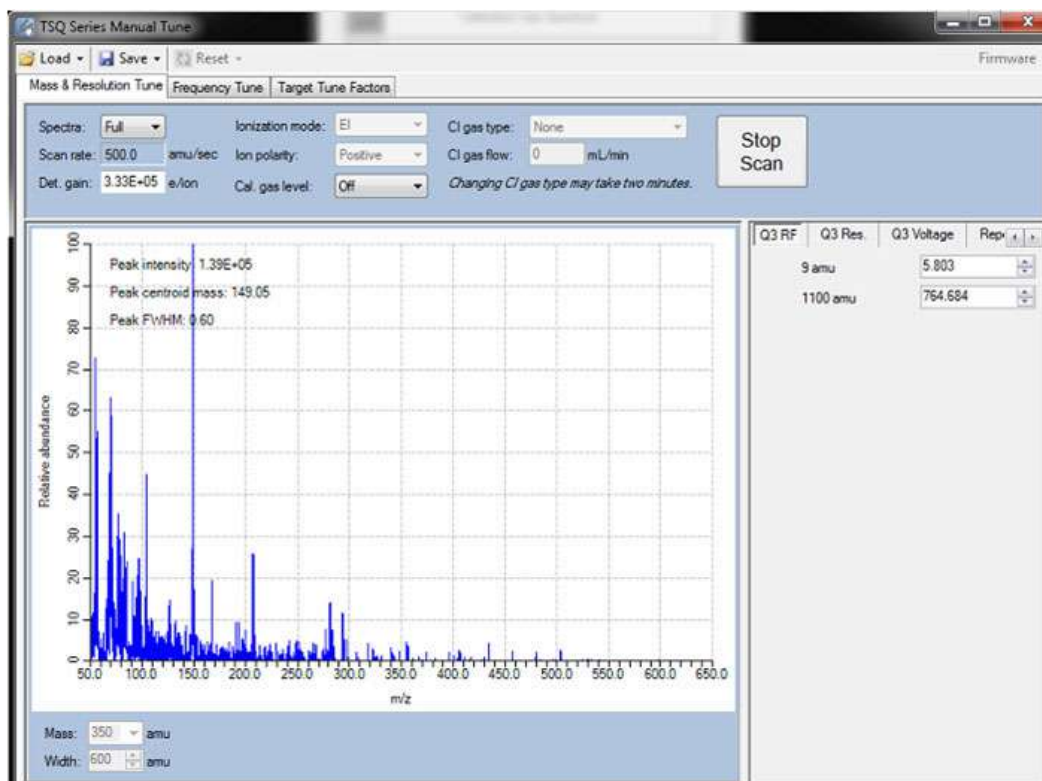 TSQ Series Manual Tune
Load Save Reset Firmware
Mass & Resolution Tune Frequency Tune Target Tune Factors
Spectra: Full Ionization mode: EI CI gas type: None Stop Scan
Scan rate: 500.0 amu/sec Ion polarity: Positive CI gas flow: 0 mL/min
Det. gain: 3.33E+05 e/ion Cal. gas level: Off Changing CI gas type may take two minutes.
Q3 RF Q3 Res. Q3 Voltage
9 amu 5.803
1100 amu 764.684
Peak intensity: 1.39E+05
Peak centroid mass: 149.05
Peak FWHM: 0.60
Relative abundance
100
90
80
70
60
50
40
30
20
10
0
50.0 100.0 150.0 200.0 250.0 300.0 350.0 400.0 450.0 500.0 550.0 600.0 650.0
m/z
Mass: 350 amu
Width: 600 amu